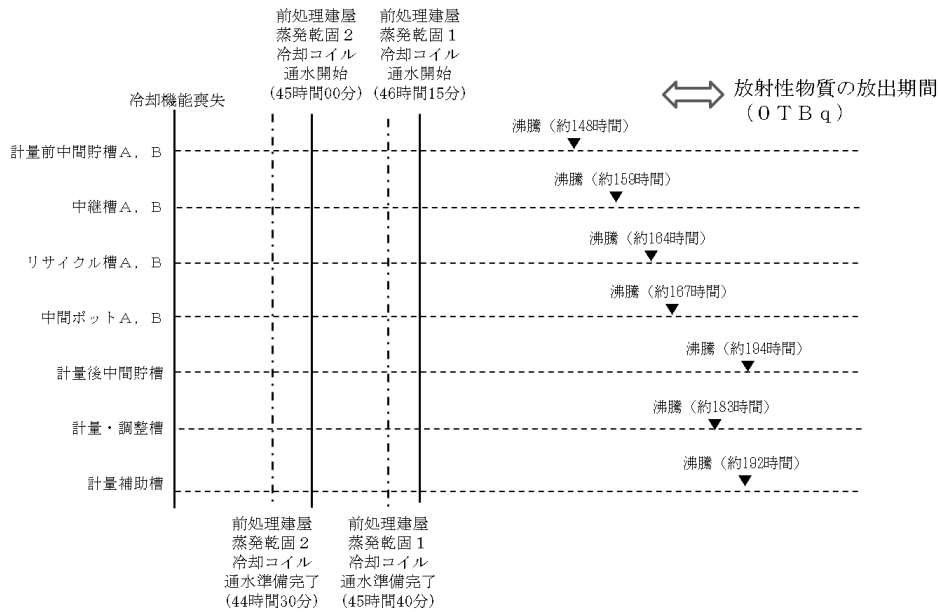 前処理建屋
蒸発乾固2
冷却コイル
通水開始
(45時間00分)
前処理建屋
蒸発乾固1
冷却コイル
通水開始
(46時間15分)
冷却機能喪失
放射性物質の放出期間
(0TBq)
計量前中間貯槽A,B
沸騰(約148時間)
中継槽A,B
沸騰(約159時間)
リサイクル槽A,B
沸騰(約164時間)
中間ポットA,B
沸騰(約167時間)
計量後中間貯槽
沸騰(約194時間)
計量・調整槽
沸騰(約183時間)
計量補助槽
沸騰(約192時間)
前処理建屋
蒸発乾固2
冷却コイル
通水準備完了
(44時間30分)
前処理建屋
蒸発乾固1
冷却コイル
通水準備完了
(45時間40分)